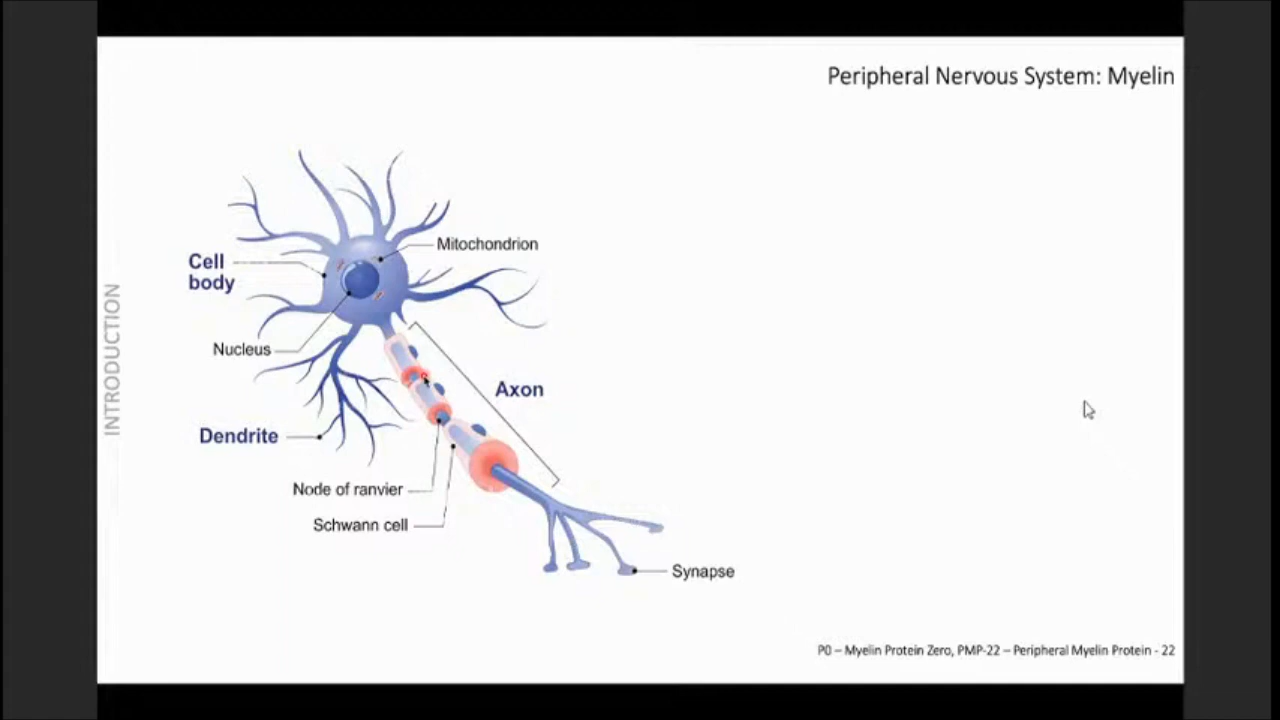 Peripheral Nervous System: Myelin
INTRODUCTION
Mitochondrion
Cell
body
Nucleus
Axon
Dendrite
Node of ranvier
Schwann cell
Synapse
P0 – Myelin Protein Zero, PMP-22 – Peripheral Myelin Protein - 22